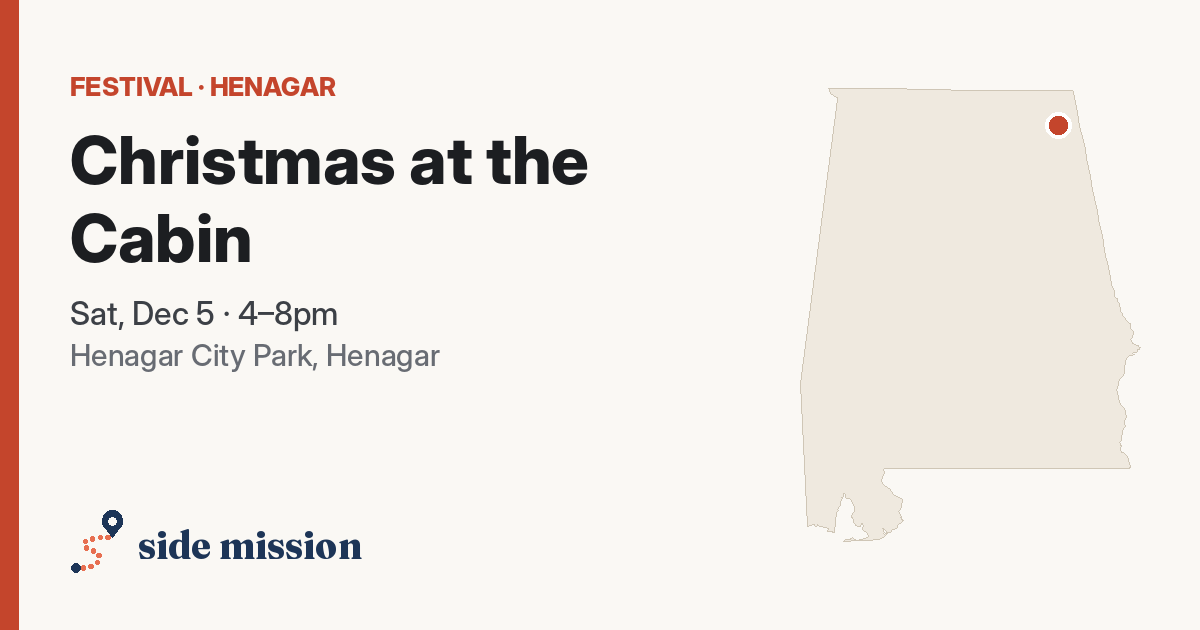 FESTIVAL · HENAGAR
Christmas at the
Cabin
Sat, Dec 5 · 4–8pm
Henagar City Park, Henagar
side mission